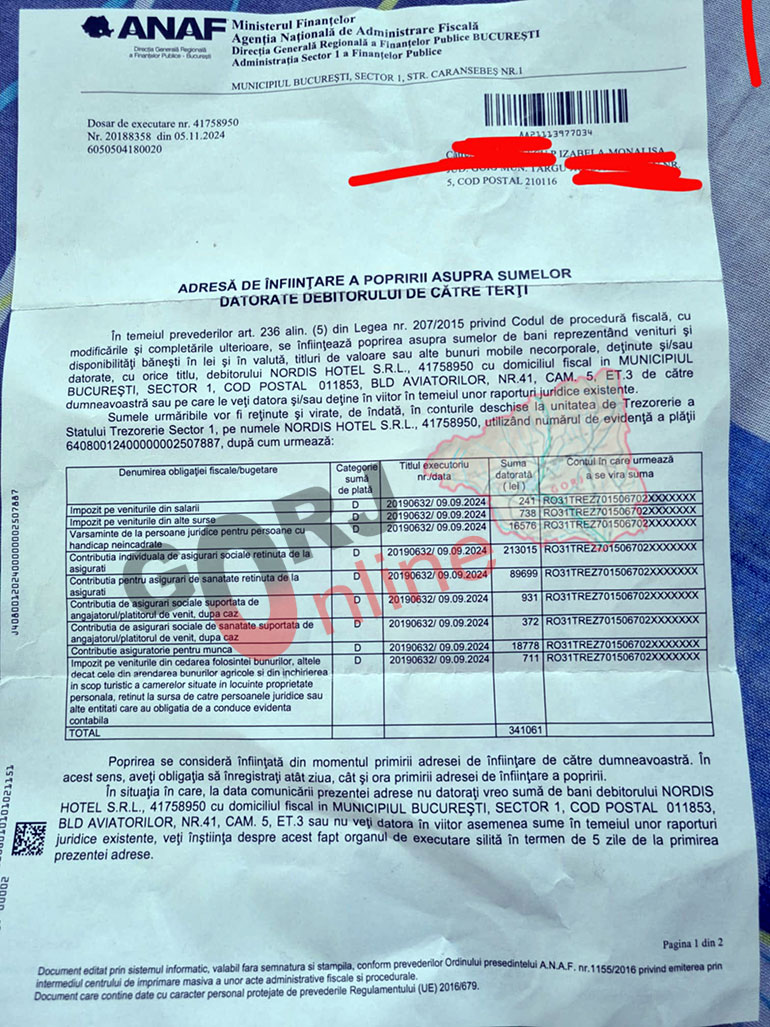 ANAF
Direcția Generală Regională
a Finanțelor Publice - București
Ministerul Finanțelor
Agenția Națională de Administrare Fiscală
Direcția Generală Regională a Finanțelor Publice BUCUREȘTI
Administrația Sector 1 a Finanțelor Publice
MUNICIPIUL BUCUREȘTI, SECTOR 1, STR. CARANSEBEȘ NR.1
Dosar de executare nr. 41758950
Nr. 20188358 din 05.11.2024
6050504180020
AA21113977034
IZABELA MONALISA
JUD. GORJ MUN. TARGU NR.
5, COD POSTAL 210116
ADRESĂ DE ÎNFIINȚARE A POPRIRII ASUPRA SUMELOR
DATORATE DEBITORULUI DE CĂTRE TERȚI
În temeiul prevederilor art. 236 alin. (5) din Legea nr. 207/2015 privind Codul de procedură fiscală, cu
modificările și completările ulterioare, se înființează poprirea asupra sumelor de bani reprezentând venituri și
disponibilități bănești în lei și în valută, titluri de valoare sau alte bunuri mobile necorporale, deținute și/sau
datorate, cu orice titlu, debitorului NORDIS HOTEL S.R.L., 41758950 cu domiciliul fiscal in MUNICIPIUL
BUCUREȘTI, SECTOR 1, COD POSTAL 011853, BLD AVIATORILOR, NR.41, CAM. 5, ET.3 de către
dumneavoastră sau pe care le veți datora și/sau deține în viitor în temeiul unor raporturi juridice existente.
Sumele urmăribile vor fi reținute și virate, de îndată, în conturile deschise la unitatea de Trezorerie a
Statului Trezorerie Sector 1, pe numele NORDIS HOTEL S.R.L., 41758950, utilizând numărul de evidență a plății
64080012400000002507887, după cum urmează:
Denumirea obligației fiscale/bugetare Categorie sumă de plată Titlul executoriu nr./data Suma datorată ( lei ) Contul în care urmează a se vira suma
Impozit pe veniturile din salarii D 20190632/ 09.09.2024 241 RO31TREZ701506702XXXXXXX
Impozit pe veniturile din alte surse D 20190632/ 09.09.2024 738 RO31TREZ701506702XXXXXXX
Varsaminte de la persoane juridice pentru persoane cu D 20190632/ 09.09.2024 16576 RO31TREZ701506702XXXXXXX
handicap neincadrate
Contributia individuala de asigurari sociale retinuta de la D 20190632/ 09.09.2024 213015 RO31TREZ701506702XXXXXXX
asigurati
Contributia pentru asigurari de sanatate retinuta de la D 20190632/ 09.09.2024 89699 RO31TREZ701506702XXXXXXX
asigurati
Contributia de asigurari sociale suportata de D 20190632/ 09.09.2024 931 RO31TREZ701506702XXXXXXX
angajatorul/platitorul de venit, dupa caz
Contributia de asigurari sociale de sanatate suportata de D 20190632/ 09.09.2024 372 RO31TREZ701506702XXXXXXX
angajatorul/platitorul de venit, dupa caz
Contributie asiguratorie pentru munca D 20190632/ 09.09.2024 18778 RO31TREZ701506702XXXXXXX
Impozit pe veniturile din cedarea folosintei bunurilor, altele D 20190632/ 09.09.2024 711 RO31TREZ701506702XXXXXXX
decat cele din arendarea bunurilor agricole si din inchirierea
in scop turistic a camerelor situate in locuinte proprietate
personala, retinut la sursa de catre persoanele juridice sau
alte entitati care au obligatia de a conduce evidenta
contabila
TOTAL 341061
GORJ
Online
Poprirea se consideră înființată din momentul primirii adresei de înființare de către dumneavoastră. În
acest sens, aveți obligația să înregistrați atât ziua, cât și ora primirii adresei de înființare a popririi.
În situația în care, la data comunicării prezentei adrese nu datorați vreo sumă de bani debitorului NORDIS
HOTEL S.R.L., 41758950 cu domiciliul fiscal in MUNICIPIUL BUCUREȘTI, SECTOR 1, COD POSTAL 011853,
BLD AVIATORILOR, NR.41, CAM. 5, ET.3 sau nu veți datora în viitor asemenea sume în temeiul unor raporturi
juridice existente, veți înștiința despre acest fapt organul de executare silită în termen de 5 zile de la primirea
prezentei adrese.
Pagina 1 din 2
Document editat prin sistemul informatic, valabil fara semnatura si stampila, conform prevederilor Ordinului presedintelui A.N.A.F. nr.1155/2016 privind emiterea prin
intermediul centrului de imprimare masiva a unor acte administrative fiscale si procedurale.
Document care contine date cu caracter personal protejate de prevederile Regulamentului (UE) 2016/679.